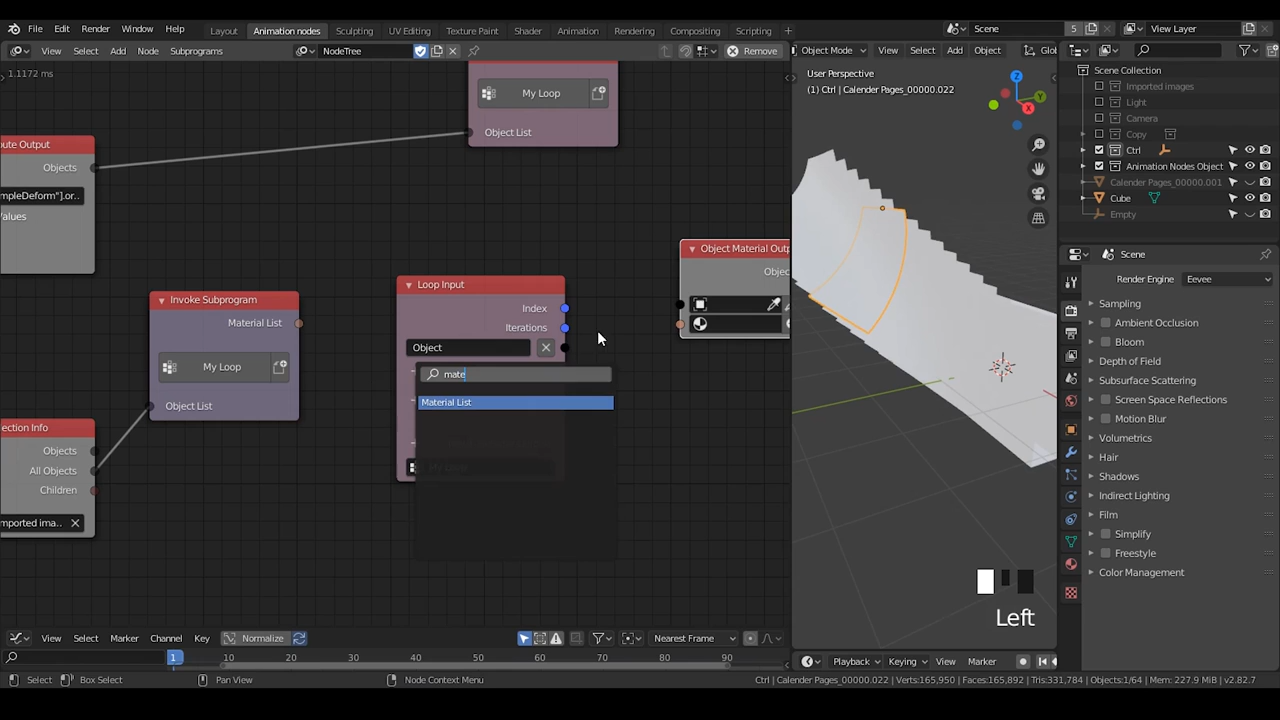 File Edit Render Window Help Layout Animation nodes Sculpting UV Editing Texture Paint Shader Animation Rendering Compositing Scripting Scene 5 View Layer
View Select Add Node Subprograms NodeTree Remove Object Mode View Select Add Object Glol
1.1172 ms
User Perspective
(1) Ctrl | Calender Pages_00000.022
Scene Collection
Imported images
Light
Camera
Copy
Ctrl
Animation Nodes Object
Calender Pages_00000.001
Cube
Empty
My Loop
Object List
ute Output
Objects
mpleDeform"].or..
Values
Invoke Subprogram
Material List
My Loop
Object List
ection Info
Objects
All Objects
Children
mported ima..
Loop Input
Index
Iterations
Object
mate
Material List
Object Material Outp
Objec
Scene
Render Engine Eevee
Sampling
Ambient Occlusion
Bloom
Depth of Field
Subsurface Scattering
Screen Space Reflections
Motion Blur
Volumetrics
Hair
Shadows
Indirect Lighting
Film
Simplify
Freestyle
Color Management
Left
View Select Marker Channel Key Normalize Nearest Frame
1 10 20 30 40 50 60 70 80 90
Playback Keying View Marker
Select Box Select Pan View Node Context Menu
Ctrl | Calender Pages_00000.022 | Verts:165,950 | Faces:165,892 | Tris:331,784 | Objects:1/64 | Mem: 227.9 MiB | v2.82.7